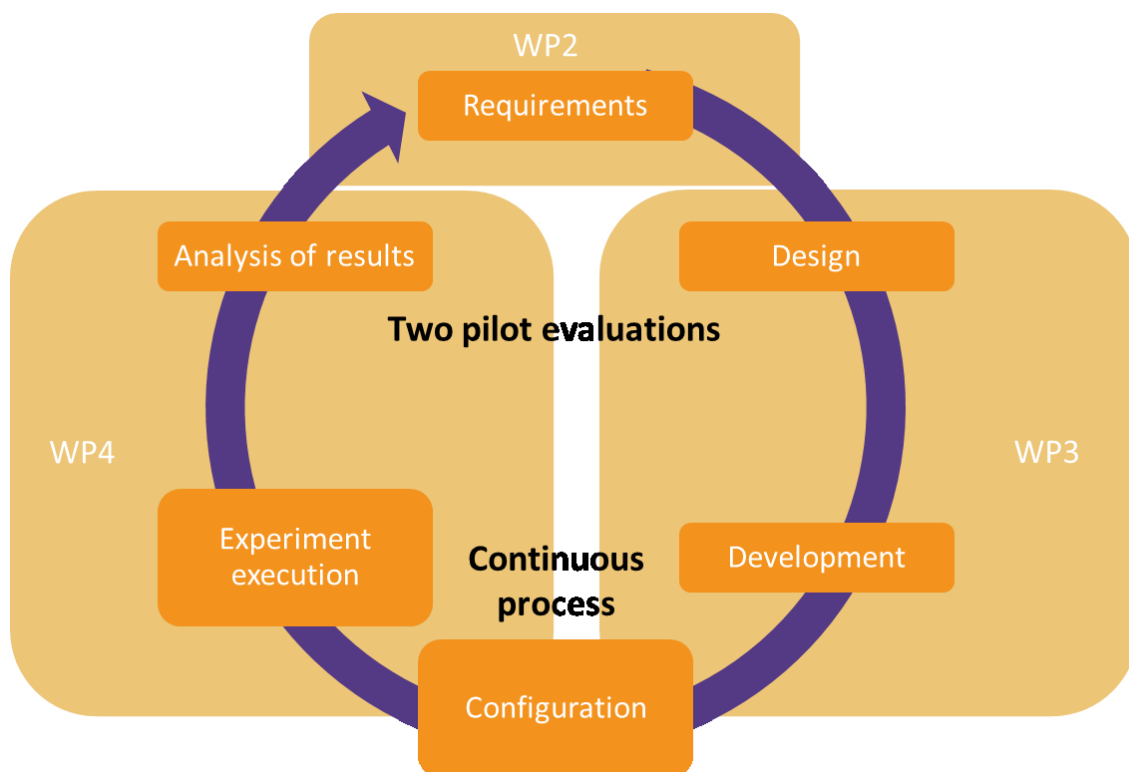 WP2
Requirements
Analysis of results
Design
Two pilot evaluations
WP4
WP3
Experiment
execution
Continuous
process
Development
Configuration